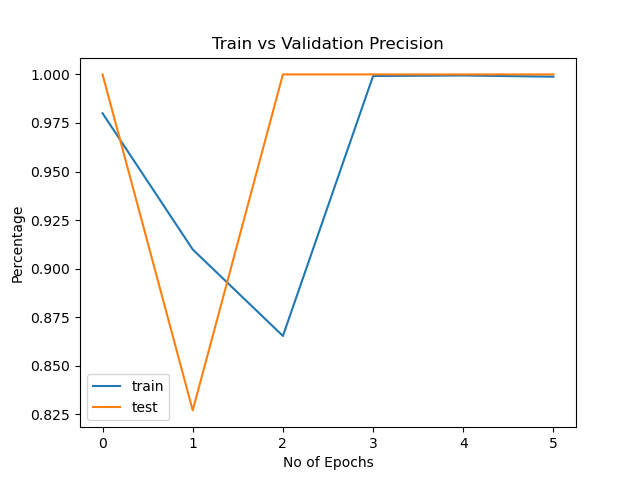 Train vs Validation Precision
1.000
0.975
0.950
0.925
0.900
0.875
0.850
0.825
Percentage
train
test
0 1 2 3 4 5
No of Epochs